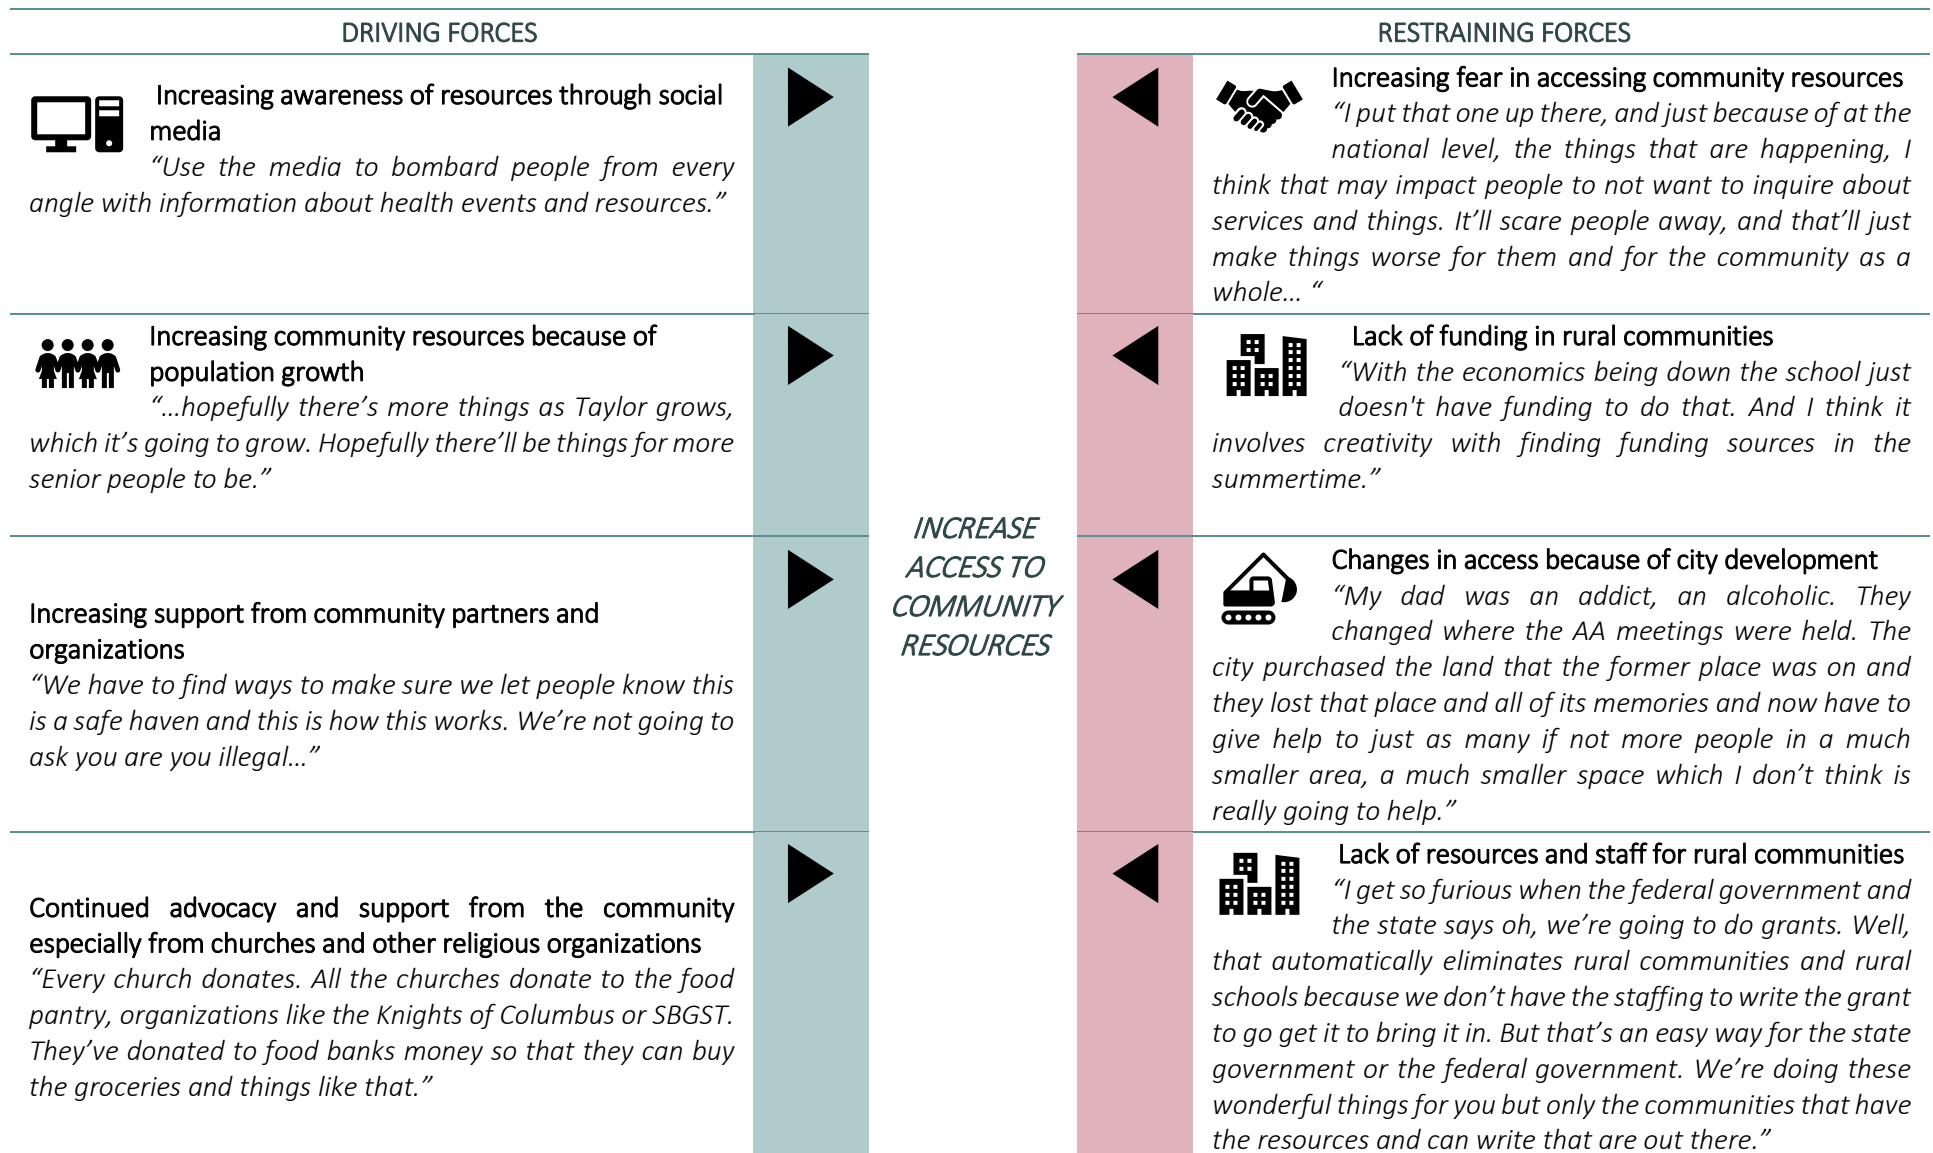 DRIVING FORCES
RESTRAINING FORCES
Increasing awareness of resources through social
media
“Use the media to bombard people from every
angle with information about health events and resources.”
Increasing fear in accessing community resources
“I put that one up there, and just because of at the
national level, the things that are happening, I
think that may impact people to not want to inquire about
services and things. It’ll scare people away, and that’ll just
make things worse for them and for the community as a
whole… “
Increasing community resources because of
population growth
“…hopefully there’s more things as Taylor grows,
which it’s going to grow. Hopefully there’ll be things for more
senior people to be.”
Lack of funding in rural communities
“With the economics being down the school just
doesn't have funding to do that. And I think it
involves creativity with finding funding sources in the
summertime.”
INCREASE
ACCESS TO
COMMUNITY
RESOURCES
Increasing support from community partners and
organizations
“We have to find ways to make sure we let people know this
is a safe haven and this is how this works. We’re not going to
ask you are you illegal…”
Changes in access because of city development
“My dad was an addict, an alcoholic. They
changed where the AA meetings were held. The
city purchased the land that the former place was on and
they lost that place and all of its memories and now have to
give help to just as many if not more people in a much
smaller area, a much smaller space which I don’t think is
really going to help.”
Continued advocacy and support from the community
especially from churches and other religious organizations
“Every church donates. All the churches donate to the food
pantry, organizations like the Knights of Columbus or SBGST.
They’ve donated to food banks money so that they can buy
the groceries and things like that.”
Lack of resources and staff for rural communities
“I get so furious when the federal government and
the state says oh, we’re going to do grants. Well,
that automatically eliminates rural communities and rural
schools because we don’t have the staffing to write the grant
to go get it to bring it in. But that’s an easy way for the state
government or the federal government. We’re doing these
wonderful things for you but only the communities that have
the resources and can write that are out there.”